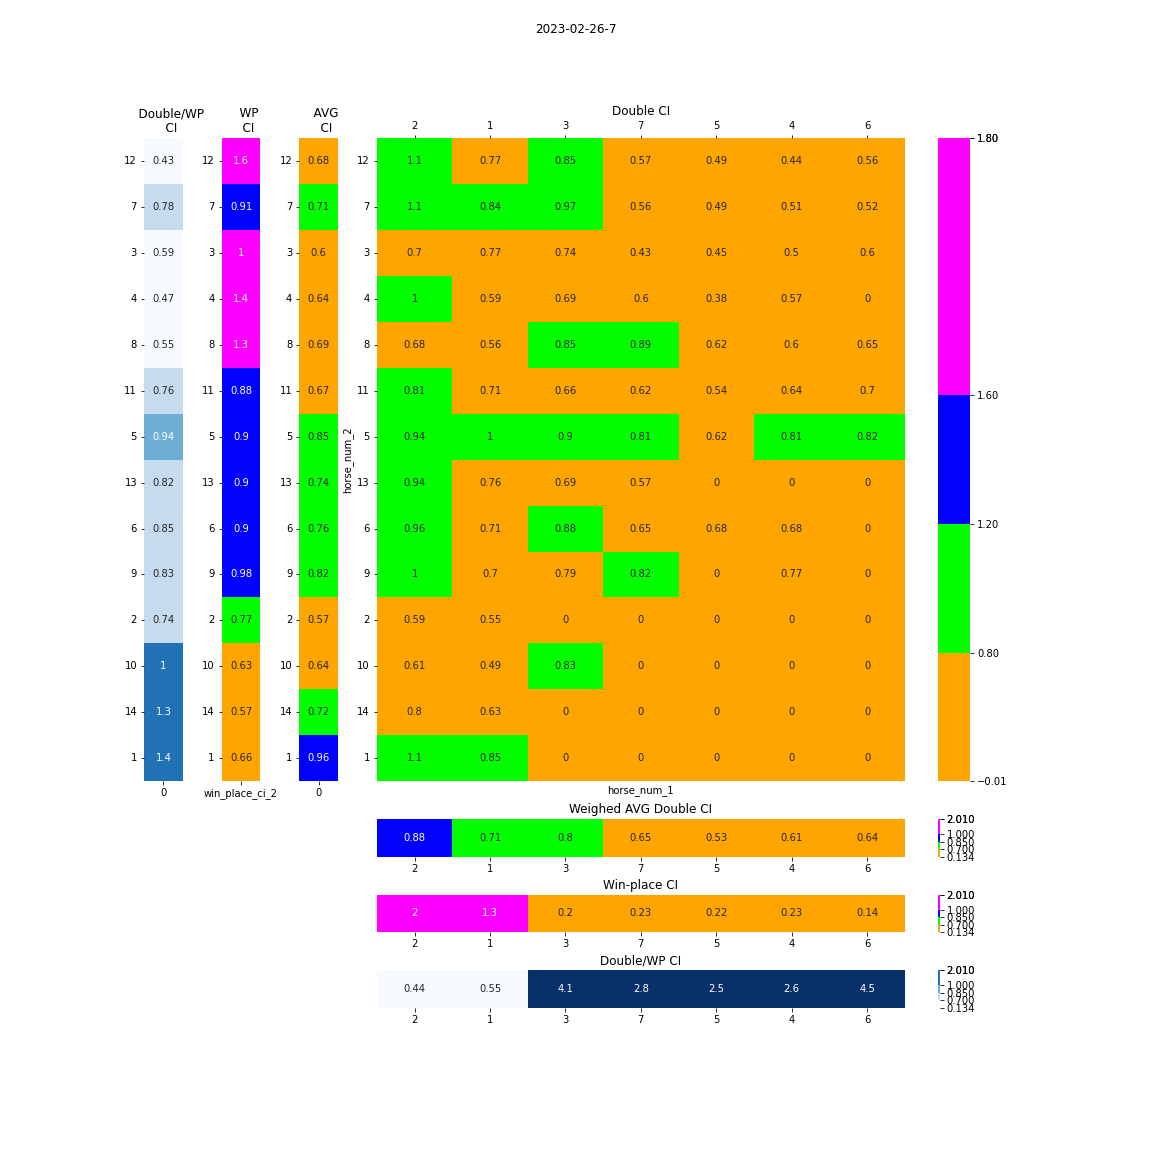 2023-02-26-7
Double/WP CI
WP CI
AVG CI
Double CI
2 1 3 7 5 4 6
12 0.43 12 1.6 12 0.68 12 1.1 0.77 0.85 0.57 0.49 0.44 0.56
7 0.78 7 0.91 7 0.71 7 1.1 0.84 0.97 0.56 0.49 0.51 0.52
3 0.59 3 1 3 0.6 3 0.7 0.77 0.74 0.43 0.45 0.5 0.6
4 0.47 4 1.4 4 0.64 4 1 0.59 0.69 0.6 0.38 0.57 0
8 0.55 8 1.3 8 0.69 8 0.68 0.56 0.85 0.89 0.62 0.6 0.65
11 0.76 11 0.88 11 0.67 11 0.81 0.71 0.66 0.62 0.54 0.64 0.7
5 0.94 5 0.9 5 0.85 5 0.94 1 0.9 0.81 0.62 0.81 0.82
13 0.82 13 0.9 13 0.74 13 0.94 0.76 0.69 0.57 0 0 0
6 0.85 6 0.9 6 0.76 6 0.96 0.71 0.88 0.65 0.68 0.68 0
9 0.83 9 0.98 9 0.82 9 1 0.7 0.79 0.82 0 0.77 0
2 0.74 2 0.77 2 0.57 2 0.59 0.55 0 0 0 0 0
10 1 10 0.63 10 0.64 10 0.61 0.49 0.83 0 0 0 0
14 1.3 14 0.57 14 0.72 14 0.8 0.63 0 0 0 0 0
1 1.4 1 0.66 1 0.96 1 1.1 0.85 0 0 0 0 0
horse_num_2
1.80
1.60
1.20
0.80
−0.01
0 win_place_ci_2 0 horse_num_1
Weighed AVG Double CI
0.88 0.71 0.8 0.65 0.53 0.61 0.64
2 1 3 7 5 4 6
2.010
1.000
0.850
0.700
0.134
Win-place CI
2 1.3 0.2 0.23 0.22 0.23 0.14
2 1 3 7 5 4 6
2.010
1.000
0.850
0.700
0.134
Double/WP CI
0.44 0.55 4.1 2.8 2.5 2.6 4.5
2 1 3 7 5 4 6
2.010
1.000
0.850
0.700
0.134